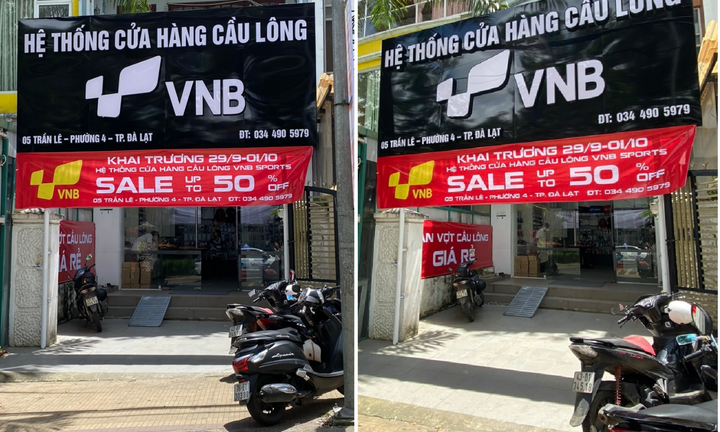 HỆ THỐNG CỬA HÀNG CẦU LÔNG
VNB
05 TRẦN LÊ - PHƯỜNG 4 - TP. ĐÀ LẠT
ĐT: 034 490 5979
KHAI TRƯƠNG 29/9-01/10
HỆ THỐNG CỬA HÀNG CẦU LÔNG VNB SPORTS
VNB
SALE UP TO 50% OFF
05 TRẦN LÊ - PHƯỜNG 4 - TP. ĐÀ LẠT ĐT: 034 490 5979
VỢT CẦU LÔNG
GIÁ RẺ
HỆ THỐNG CỬA HÀNG CẦU LÔNG
VNB
05 TRẦN LÊ - PHƯỜNG 4 - TP. ĐÀ LẠT
ĐT: 034 490 5979
KHAI TRƯƠNG 29/9-01/10
HỆ THỐNG CỬA HÀNG CẦU LÔNG VNB SPORTS
VNB
SALE UP TO 50% OFF
05 TRẦN LÊ - PHƯỜNG 4 - TP. ĐÀ LẠT ĐT: 034 490 5979
VỢT CẦU LÔNG
GIÁ RẺ